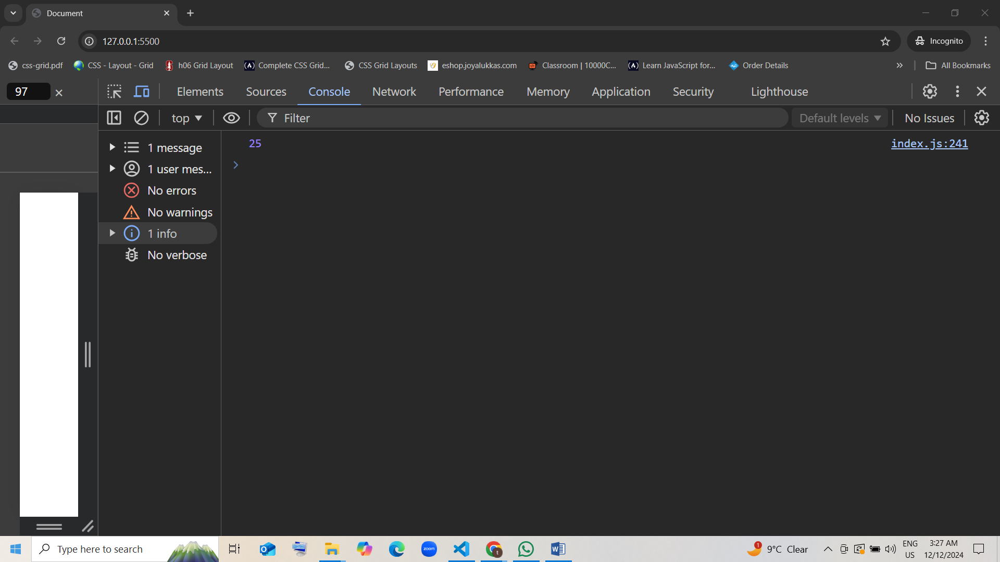 Document
127.0.0.1:5500
Incognito
css-grid.pdf
CSS - Layout - Grid
h06 Grid Layout
Complete CSS Grid...
CSS Grid Layouts
eshop.joyalukkas.com
Classroom | 10000C...
Learn JavaScript for...
Order Details
All Bookmarks
97
Elements
Sources
Console
Network
Performance
Memory
Application
Security
Lighthouse
top
Filter
Default levels
No Issues
1 message
1 user mes...
No errors
No warnings
1 info
No verbose
25
index.js:241
Type here to search
zoom
1
9°C Clear
ENG
US
3:27 AM
12/12/2024